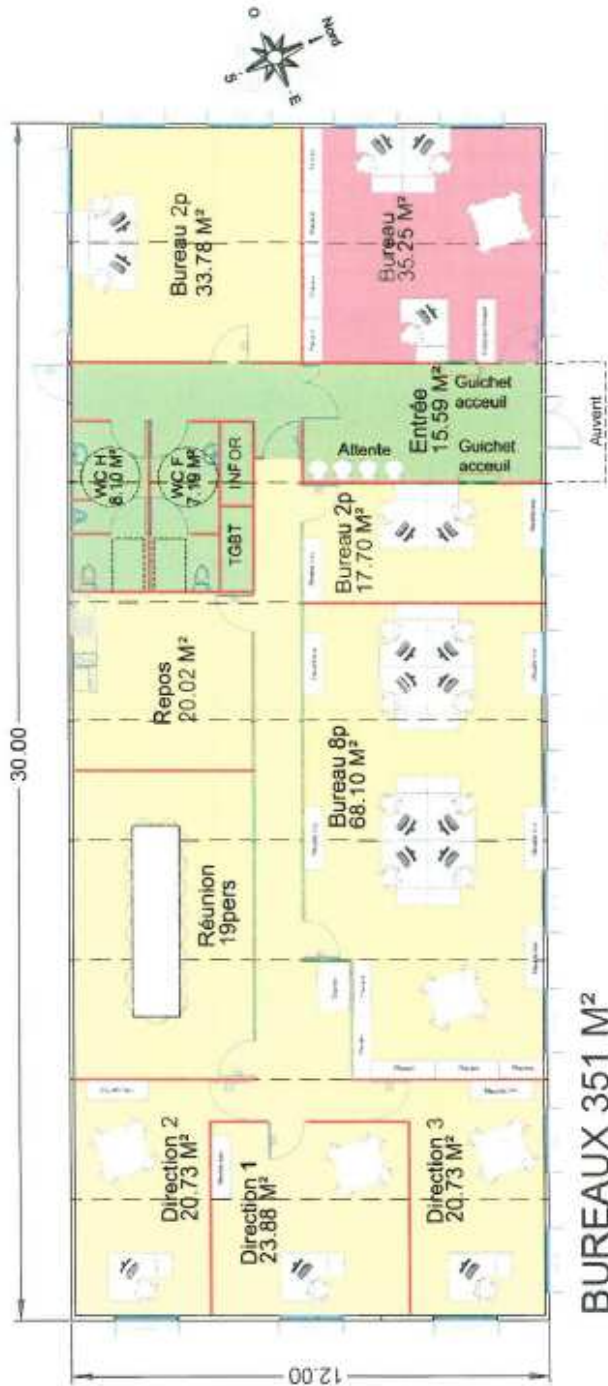 30.00
12.00
O
Nord
S
E
Bureau 2p
33.78 M²
Bureau
35.25 M²
WC H
8.10 M²
WC F
7.19 M²
INFOR
TGBT
Attente
Entrée
15.59 M²
Guichet
acceuil
Guichet
acceuil
Auvent
Bureau 2p
17.70 M²
Repos
20.02 M²
Bureau 8p
68.10 M²
Réunion
19pers
Direction 2
20.73 M²
Direction 1
23.88 M²
Direction 3
20.73 M²
BUREAUX 351 M²